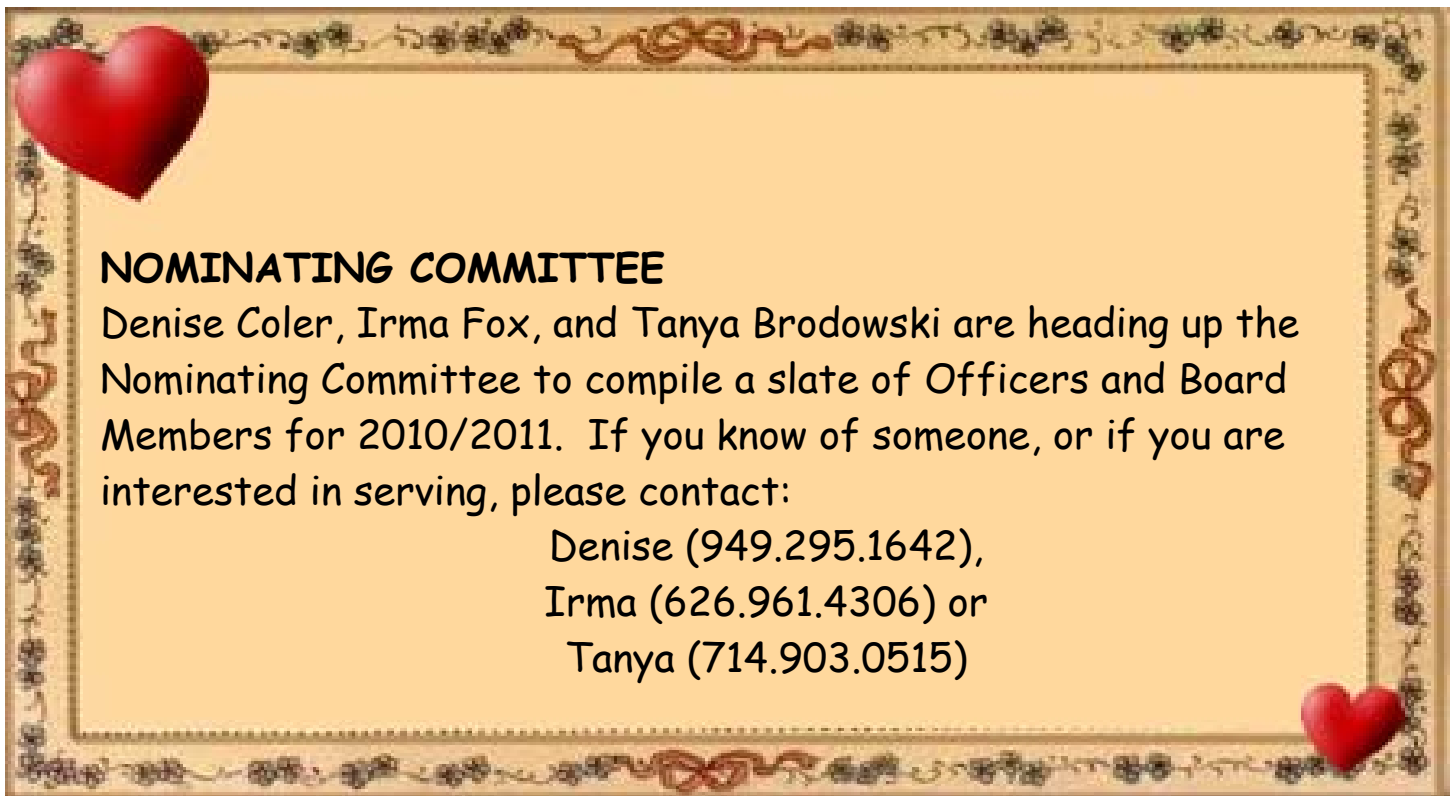 NOMINATING COMMITTEE
Denise Coler, Irma Fox, and Tanya Brodowski are heading up the
Nominating Committee to compile a slate of Officers and Board
Members for 2010/2011.  If you know of someone, or if you are
interested in serving, please contact:
Denise (949.295.1642),
Irma (626.961.4306) or
Tanya (714.903.0515)